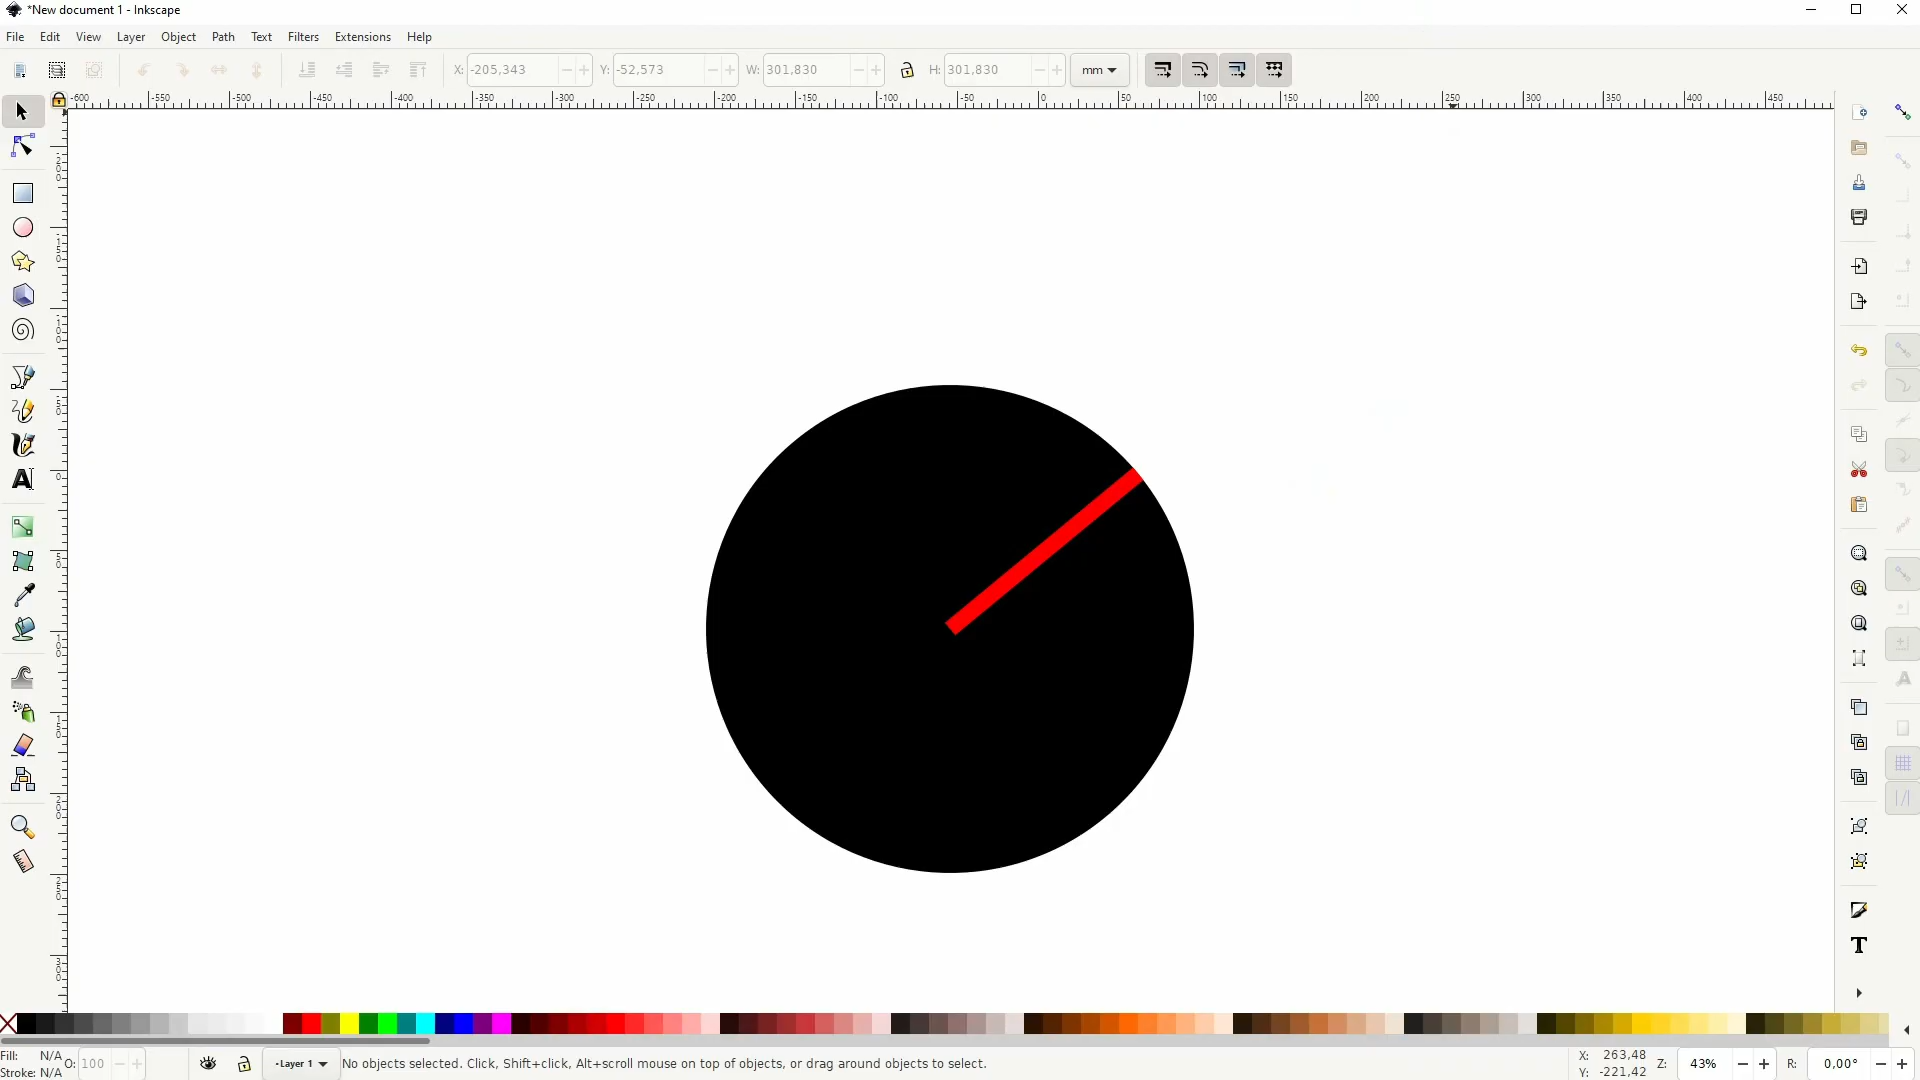 *New document 1 - Inkscape
File Edit View Layer Object Path Text Filters Extensions Help
X: -205,343 Y: -52,573 W: 301,830 H: 301,830 mm
-600 -550 -500 -450 -400 -350 -300 -250 -200 -150 -100 -50 0 50 100 150 200 250 300 350 400 450
Fill: N/A O: 100 -Layer 1 No objects selected. Click, Shift+click, Alt+scroll mouse on top of objects, or drag around objects to select. X: 263,48 Z: 43% R: 0,00°
Stroke: N/A Y: -221,42